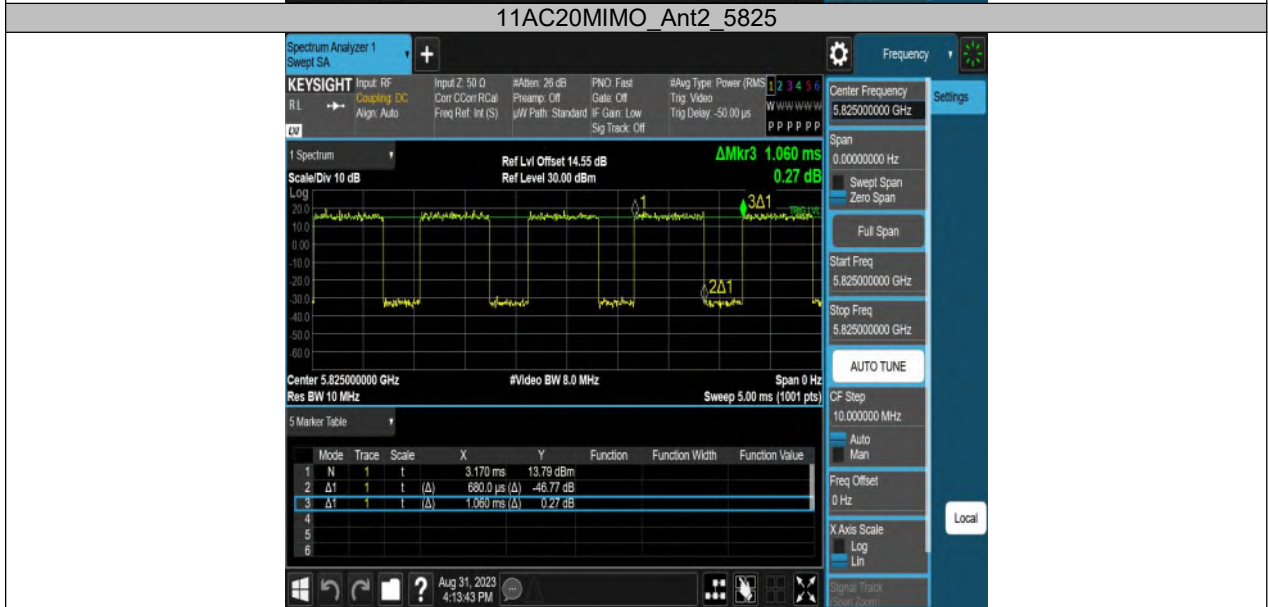 11AC20MIMO_Ant2_5825
Spectrum Analyzer 1
Swept SA
+
Frequency
KEYSIGHT Input: RF Input Z: 50 Ω #Atten: 26 dB PNO: Fast #Avg Type: Power (RMS 1 2 3 4 5 6
RL Coupling: DC Corr CCorr RCal Preamp: Off Gate: Off Trig: Video W W W W W W
Align: Auto Freq Ref: Int (S) µW Path: Standard IF Gain: Low Trig Delay: -50.00 µs
LXI Sig Track: Off P P P P P P
Center Frequency
5.825000000 GHz
Settings
Span
0.00000000 Hz
Swept Span
Zero Span
Full Span
Start Freq
5.825000000 GHz
Stop Freq
5.825000000 GHz
AUTO TUNE
CF Step
10.000000 MHz
Auto
Man
Freq Offset
0 Hz
X Axis Scale
Log
Lin
Signal Track
(Span Zoom)
Local
1 Spectrum
Ref Lvl Offset 14.55 dB
ΔMkr3 1.060 ms
Scale/Div 10 dB
Ref Level 30.00 dBm
0.27 dB
Log
20.0
10.0
0.00
-10.0
-20.0
-30.0
-40.0
-50.0
-60.0
1
3Δ1
TRIG LVL
2Δ1
Center 5.825000000 GHz #Video BW 8.0 MHz Span 0 Hz
Res BW 10 MHz Sweep 5.00 ms (1001 pts)
5 Marker Table
Mode Trace Scale X Y Function Function Width Function Value
1 N 1 t 3.170 ms 13.79 dBm
2 Δ1 1 t (Δ) 680.0 µs (Δ) -46.77 dB
3 Δ1 1 t (Δ) 1.060 ms (Δ) 0.27 dB
4
5
6
? Aug 31, 2023
4:13:43 PM